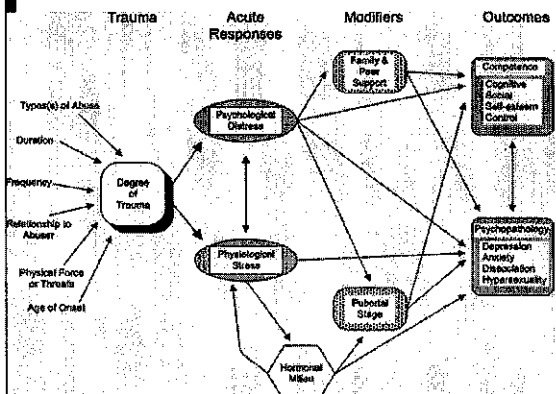 Trauma
Acute
Responses
Modifiers
Outcomes
Types(s) of Abuse
Duration
Frequency
Relationship to
Abuser
Physical Force
or Threats
Age of Onset
Degree
of
Trauma
Psychological
Distress
Physiological
Stress
Hormonal
Milieu
Family &
Peer
Support
Pubertal
Stage
Competence
Cognitive
Social
Self-esteem
Control
Psychopathology
Depression
Anxiety
Dissociation
Hypersexuality